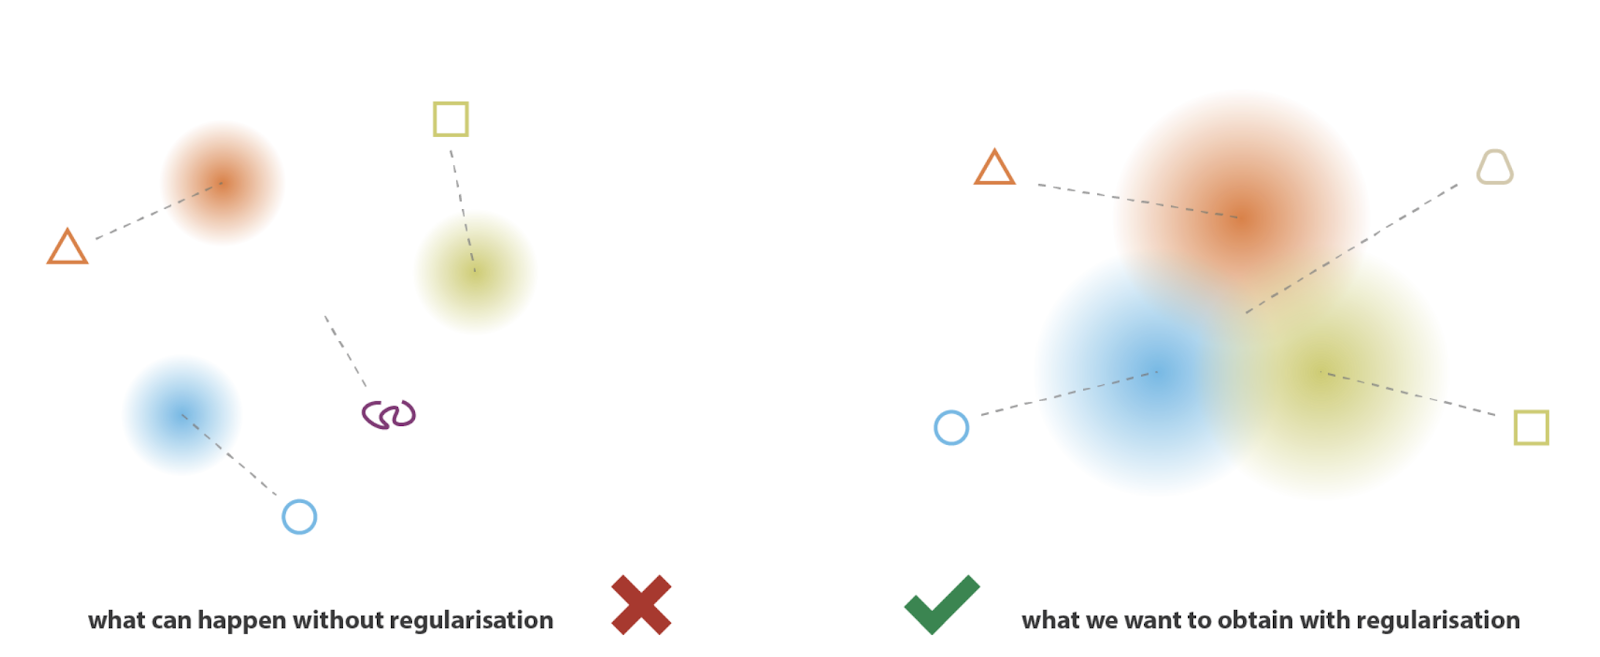 what can happen without regularisation
what we want to obtain with regularisation